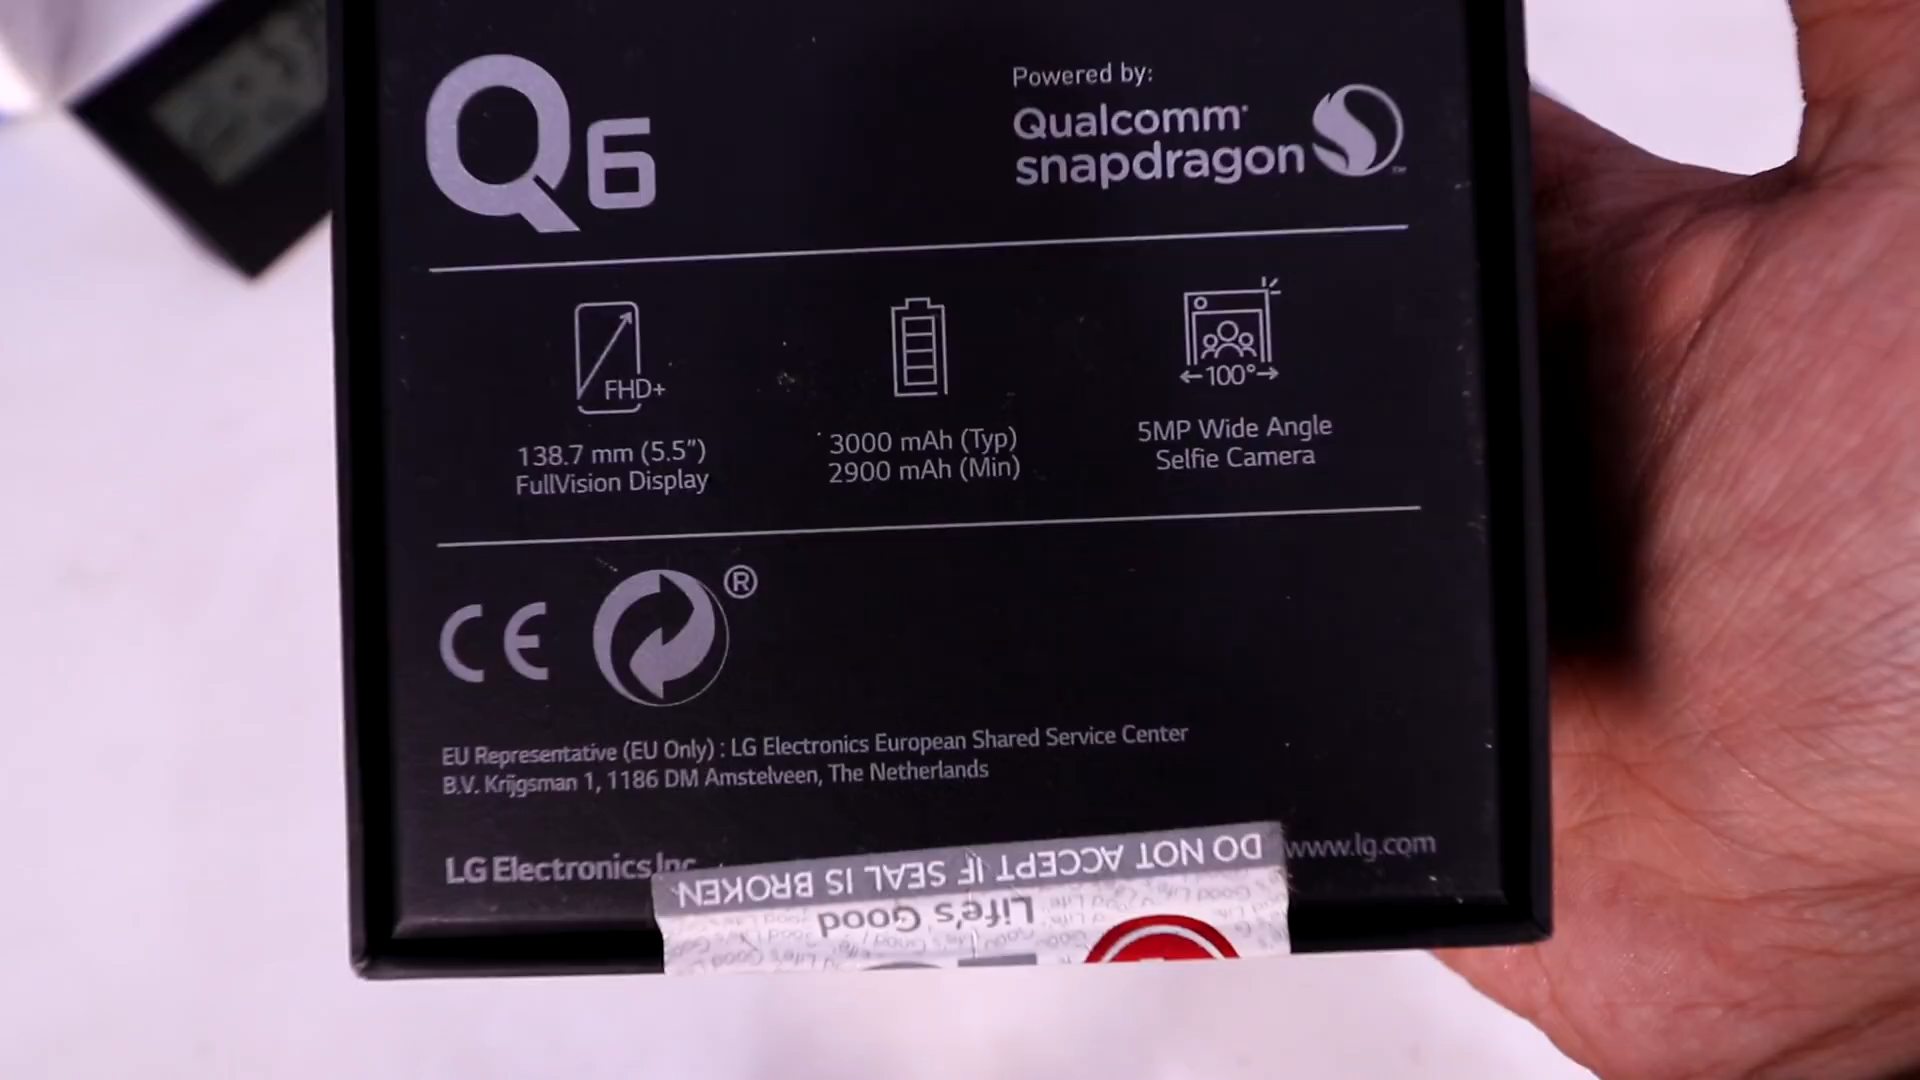 Q6
Powered by:
Qualcomm
snapdragon™
FHD+
←100°→
138.7 mm (5.5″)
FullVision Display
3000 mAh (Typ)
2900 mAh (Min)
5MP Wide Angle
Selfie Camera
CE
®
EU Representative (EU Only) : LG Electronics European Shared Service Center
B.V. Krijgsman 1, 1186 DM Amstelveen, The Netherlands
LG Electronics Inc.
www.lg.com
DO NOT ACCEPT IF SEAL IS BROKEN
Life's Good